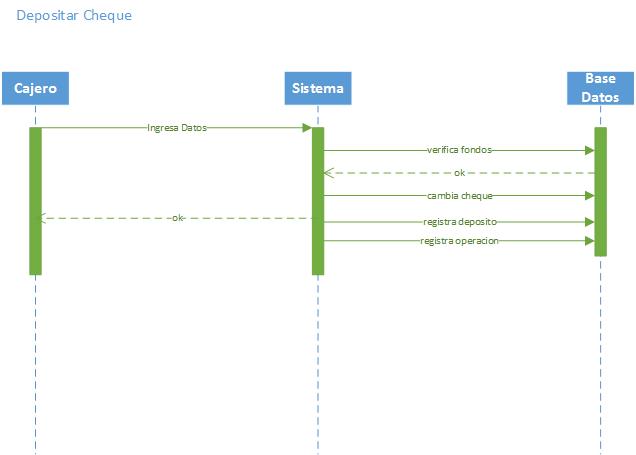 Depositar Cheque
Cajero
Sistema
Base
Datos
Ingresa Datos
verifica fondos
ok
cambia cheque
ok
registra deposito
registra operacion